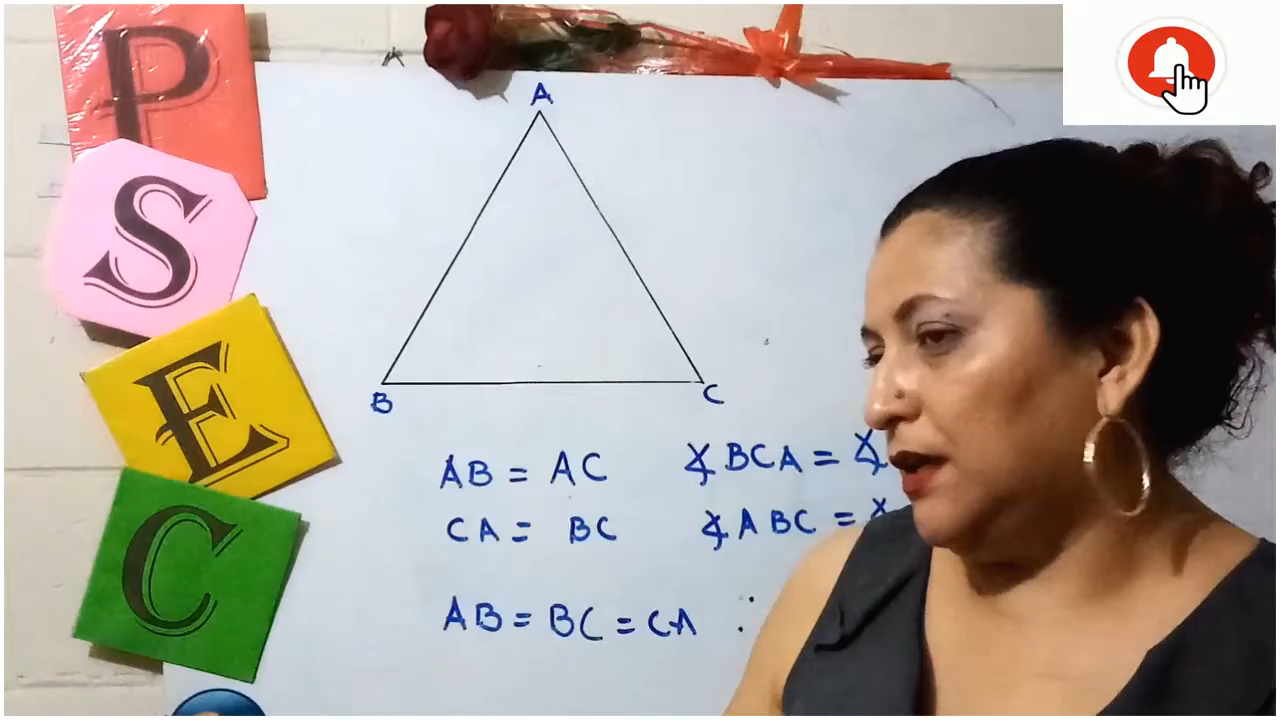 P
S
E
C
A
B
C
AB = AC
∡ BCA = ∡
CA = BC
∡ ABC = ∡
AB = BC = CA ∴